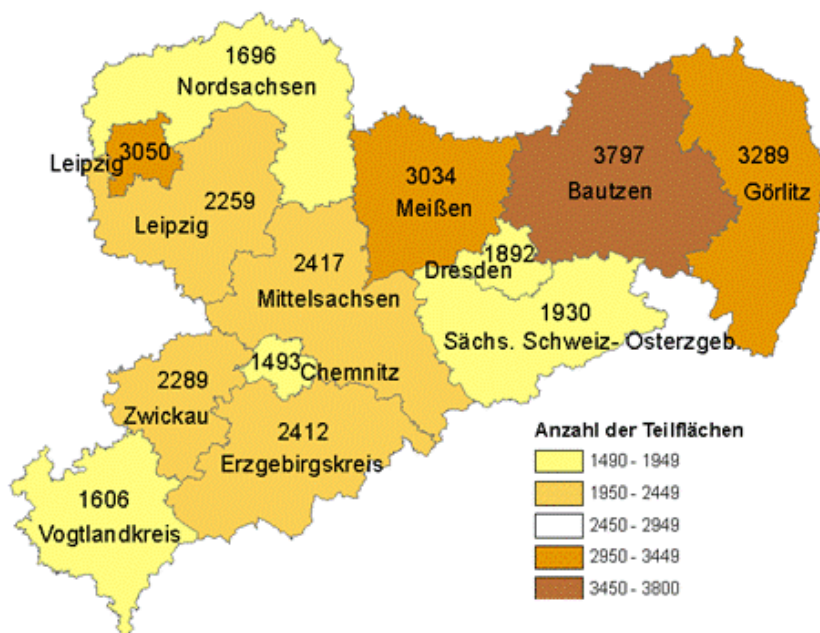 1696
Nordsachsen
Leipzig 3050
2259
Leipzig
3034
Meißen
3797
Bautzen
3289
Görlitz
2417
Mittelsachsen
1892
Dresden
1930
Sächs. Schweiz- Osterzgeb.
1493 Chemnitz
2289
Zwickau
2412
Erzgebirgskreis
1606
Vogtlandkreis
Anzahl der Teilflächen
1490 - 1949
1950 - 2449
2450 - 2949
2950 - 3449
3450 - 3800